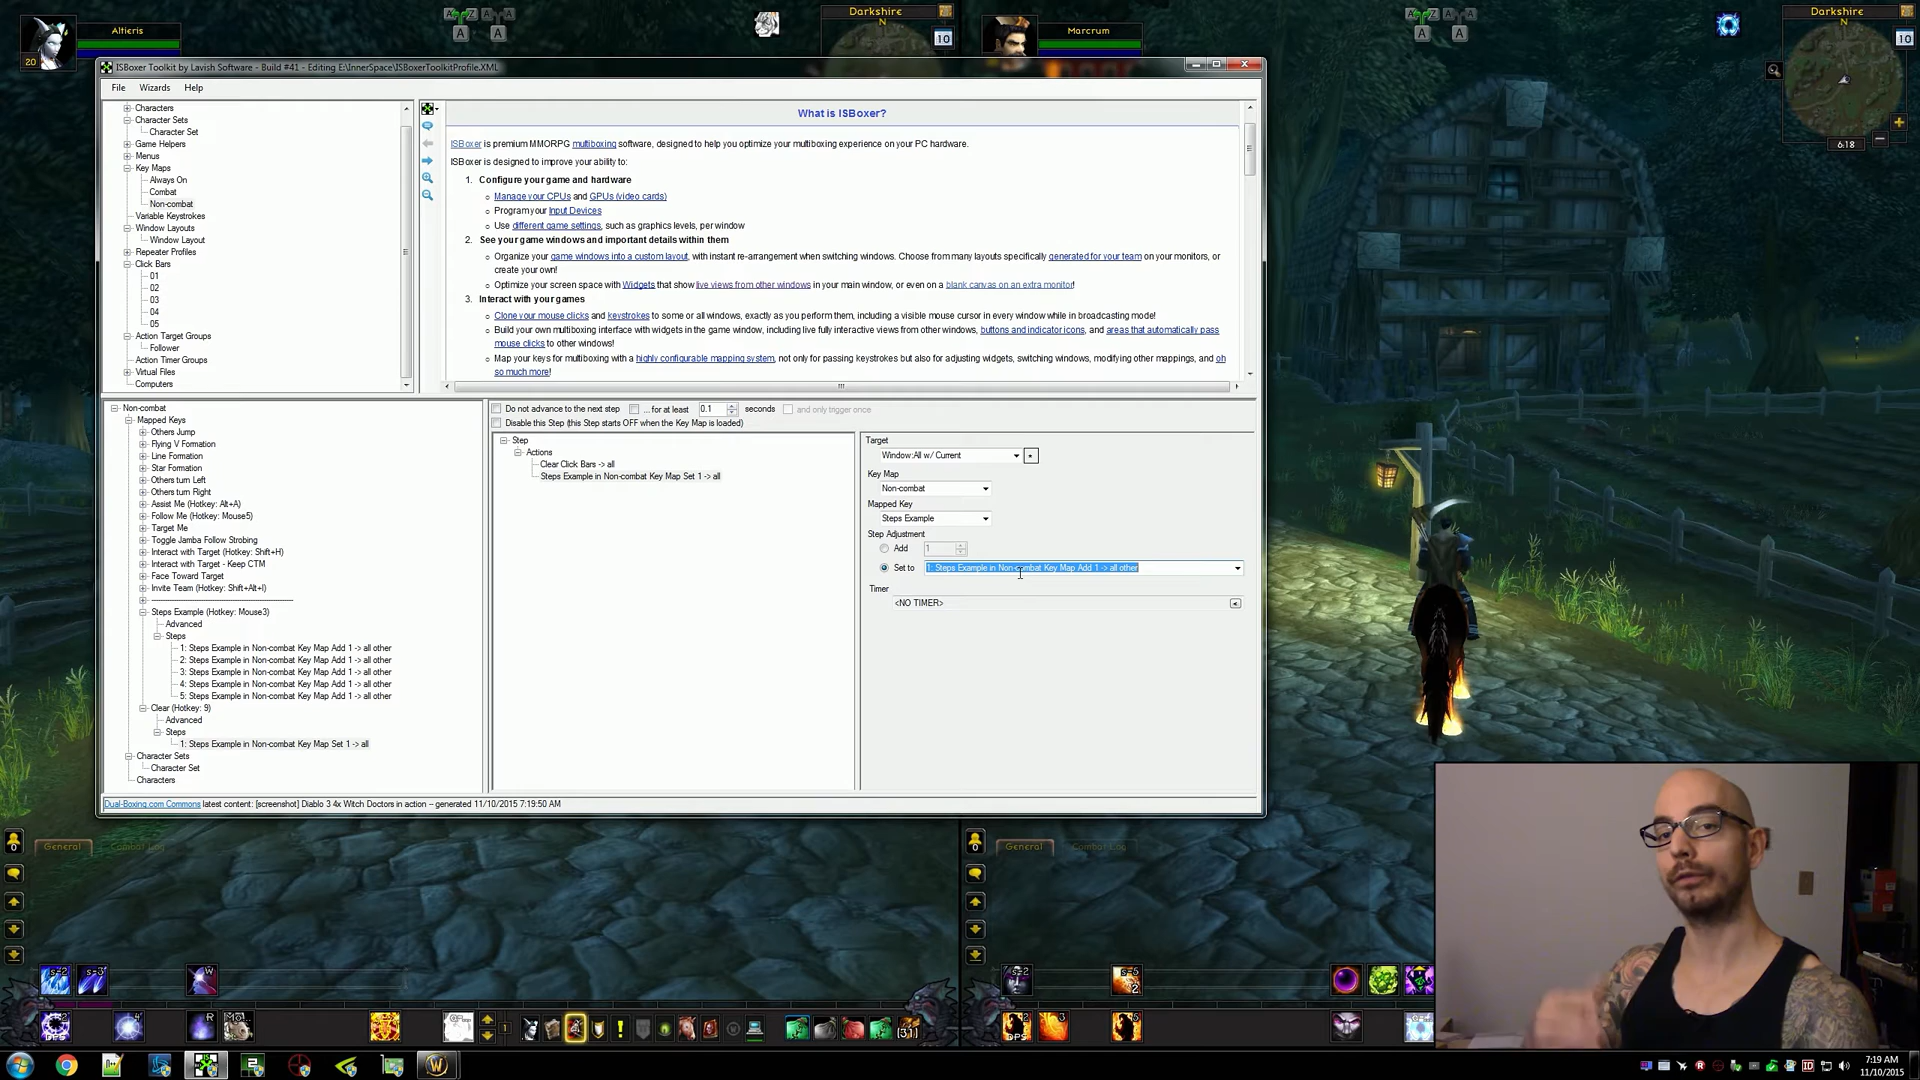 Altieris
20
A A
A A
Darkshire
N
10
Marcrum
A A
A A
Darkshire
N
10
6:18
ISBoxer Toolkit by Lavish Software - Build #41 - Editing E:\InnerSpace\ISBoxerToolkitProfile.XML
File Wizards Help
Characters
Character Sets
Character Set
Game Helpers
Menus
Key Maps
Always On
Combat
Non-combat
Variable Keystrokes
Window Layouts
Window Layout
Repeater Profiles
Click Bars
01
02
03
04
05
Action Target Groups
Follower
Action Timer Groups
Virtual Files
Computers
What is ISBoxer?
ISBoxer is premium MMORPG multiboxing software, designed to help you optimize your multiboxing experience on your PC hardware.
ISBoxer is designed to improve your ability to:
1. Configure your game and hardware
Manage your CPUs and GPUs (video cards)
Program your Input Devices
Use different game settings, such as graphics levels, per window
2. See your game windows and important details within them
Organize your game windows into a custom layout, with instant re-arrangement when switching windows. Choose from many layouts specifically generated for your team on your monitors, or
create your own!
Optimize your screen space with Widgets that show live views from other windows in your main window, or even on a blank canvas on an extra monitor!
3. Interact with your games
Clone your mouse clicks and keystrokes to some or all windows, exactly as you perform them, including a visible mouse cursor in every window while in broadcasting mode!
Build your own multiboxing interface with widgets in the game window, including live fully interactive views from other windows, buttons and indicator icons, and areas that automatically pass
mouse clicks to other windows!
Map your keys for multiboxing with a highly configurable mapping system, not only for passing keystrokes but also for adjusting widgets, switching windows, modifying other mappings, and oh
so much more!
Non-combat
Mapped Keys
Others Jump
Flying V Formation
Line Formation
Star Formation
Others turn Left
Others turn Right
Assist Me (Hotkey: Alt+A)
Follow Me (Hotkey: Mouse5)
Target Me
Toggle Jamba Follow Strobing
Interact with Target (Hotkey: Shift+H)
Interact with Target - Keep CTM
Face Toward Target
Invite Team (Hotkey: Shift+Alt+I)
Steps Example (Hotkey: Mouse3)
Advanced
Steps
1: Steps Example in Non-combat Key Map Add 1 -> all other
2: Steps Example in Non-combat Key Map Add 1 -> all other
3: Steps Example in Non-combat Key Map Add 1 -> all other
4: Steps Example in Non-combat Key Map Add 1 -> all other
5: Steps Example in Non-combat Key Map Add 1 -> all other
Clear (Hotkey: 9)
Advanced
Steps
1: Steps Example in Non-combat Key Map Set 1 -> all
Character Sets
Character Set
Characters
Do not advance to the next step ...for at least 0.1 seconds and only trigger once
Disable this Step (this Step starts OFF when the Key Map is loaded)
Step
Actions
Clear Click Bars -> all
Steps Example in Non-combat Key Map Set 1 -> all
Target
Window:All w/ Current
Key Map
Non-combat
Mapped Key
Steps Example
Step Adjustment
Add 1
Set to 1: Steps Example in Non-combat Key Map Add 1 -> all other
Timer
<NO TIMER>
Dual-Boxing.com Commons latest content: [screenshot] Diablo 3 4x Witch Doctors in action -- generated 11/10/2015 7:19:50 AM
General Combat Log
General Combat Log
7:19 AM
11/10/2015